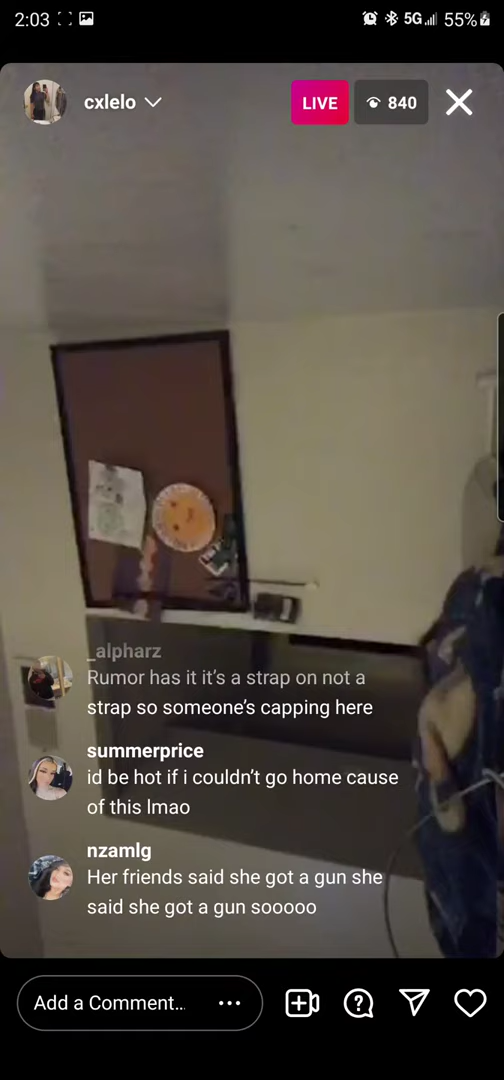 2:03
5G
55%
cxlelo
LIVE
840
_alpharz
Rumor has it it's a strap on not a
strap so someone's capping here
summerprice
id be hot if i couldn't go home cause
of this lmao
nzamlg
Her friends said she got a gun she
said she got a gun sooooo
Add a Comment...